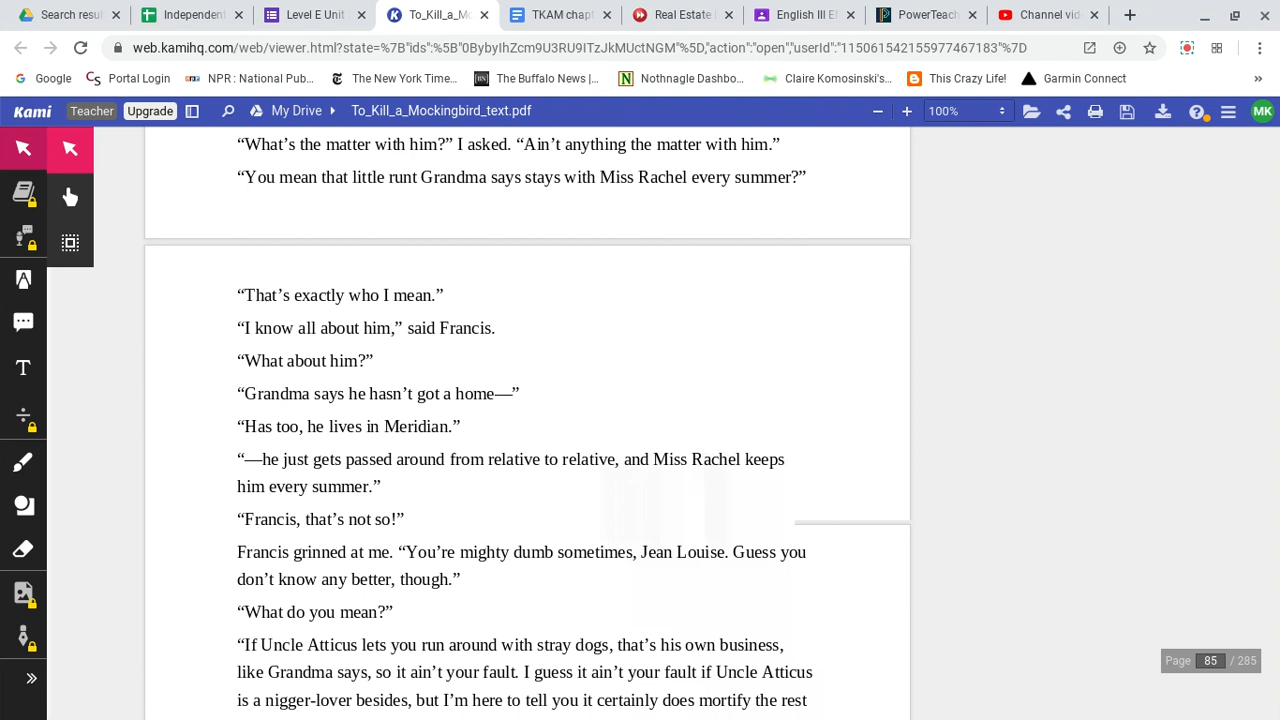 Search result
Independent
Level E Unit
To_Kill_a_Mo
TKAM chapt
Real Estate
English III E
PowerTeach
Channel vid
web.kamihq.com/web/viewer.html?state=%7B"ids":%5B"0BybyIhZcm9U3RU9ITzJkMUctNGM"%5D,"action":"open","userId":"115061542155977467183"%7D
Google
Portal Login
NPR : National Pub...
The New York Time...
The Buffalo News |...
Nothnagle Dashbo...
Claire Komosinski's...
This Crazy Life!
Garmin Connect
»
Kami
Teacher
Upgrade
My Drive
To_Kill_a_Mockingbird_text.pdf
100%
MK
“What’s the matter with him?” I asked. “Ain’t anything the matter with him.”
“You mean that little runt Grandma says stays with Miss Rachel every summer?”
“That’s exactly who I mean.”
“I know all about him,” said Francis.
“What about him?”
“Grandma says he hasn’t got a home—”
“Has too, he lives in Meridian.”
“—he just gets passed around from relative to relative, and Miss Rachel keeps
him every summer.”
“Francis, that’s not so!”
Francis grinned at me. “You’re mighty dumb sometimes, Jean Louise. Guess you
don’t know any better, though.”
“What do you mean?”
“If Uncle Atticus lets you run around with stray dogs, that’s his own business,
like Grandma says, so it ain’t your fault. I guess it ain’t your fault if Uncle Atticus
is a nigger-lover besides, but I’m here to tell you it certainly does mortify the rest
Page 85 / 285